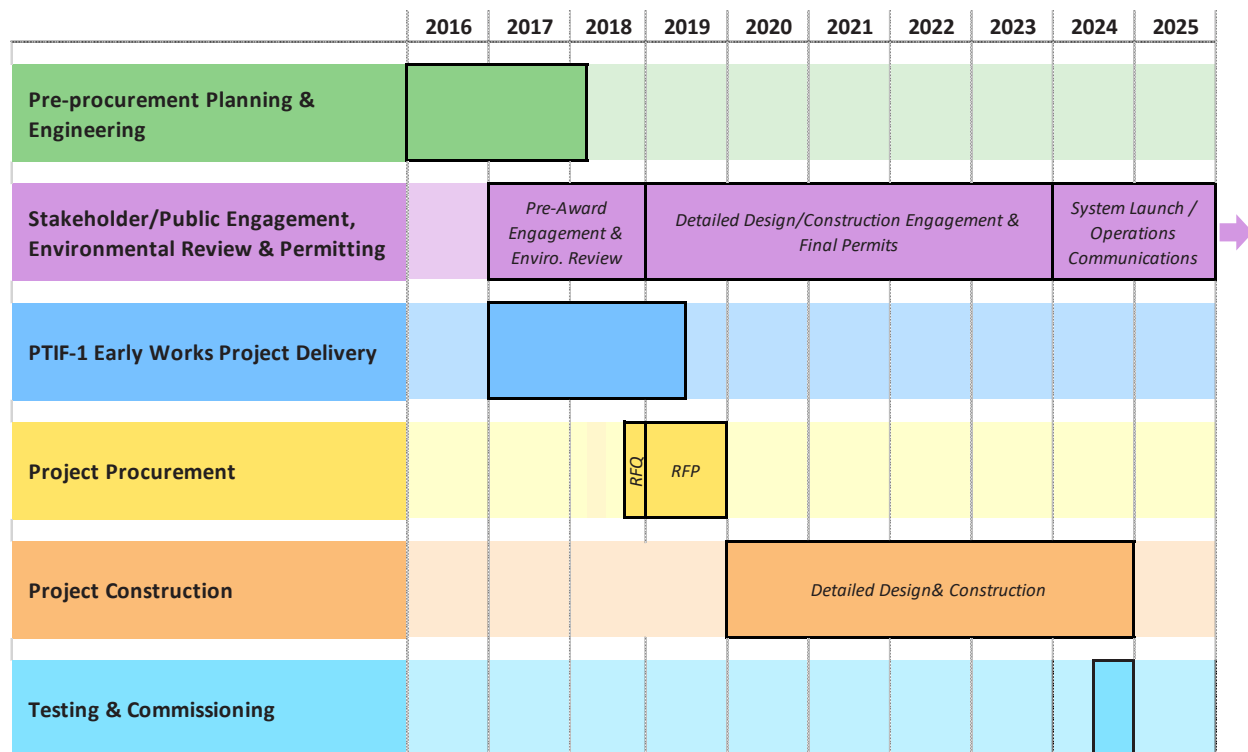 2016 2017 2018 2019 2020 2021 2022 2023 2024 2025
Pre-procurement Planning &
Engineering
Stakeholder/Public Engagement,
Environmental Review & Permitting
Pre-Award
Engagement &
Enviro. Review
Detailed Design/Construction Engagement &
Final Permits
System Launch /
Operations
Communications
PTIF-1 Early Works Project Delivery
Project Procurement
RFQ
RFP
Project Construction
Detailed Design& Construction
Testing & Commissioning